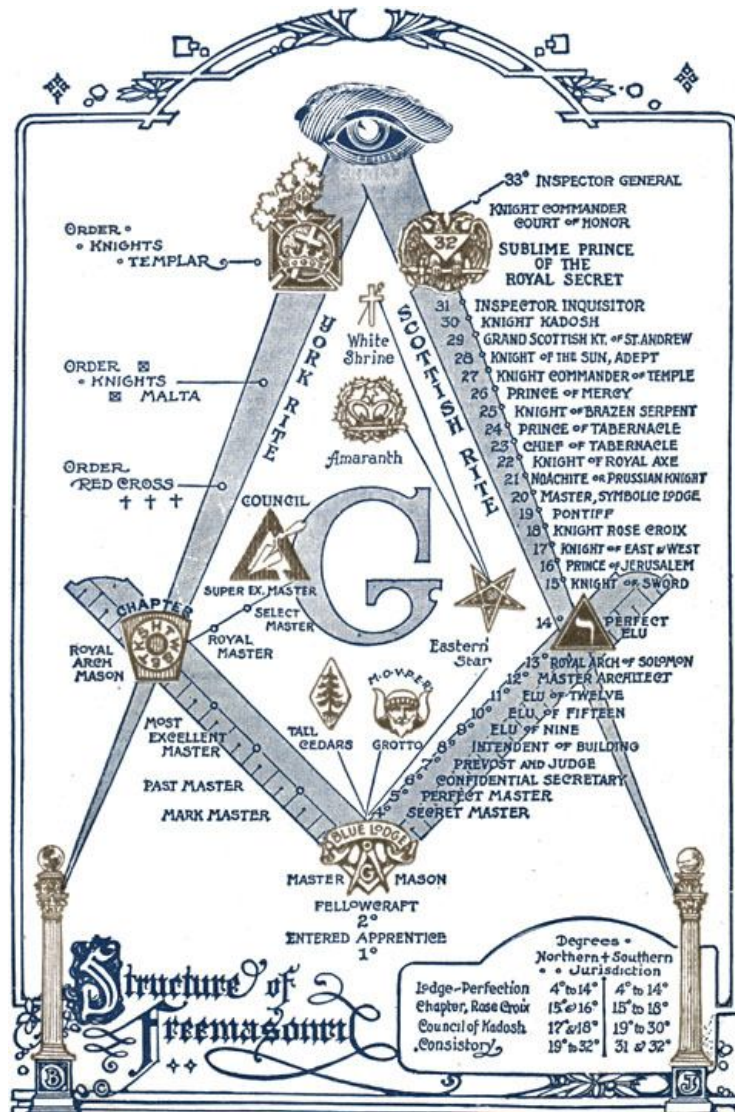 33° INSPECTOR GENERAL
KNIGHT COMMANDER
COURT OF HONOR
32
SUBLIME PRINCE
OF THE
ROYAL SECRET
ORDER
KNIGHTS
TEMPLAR
31 INSPECTOR INQUISITOR
30 KNIGHT KADOSH
29 GRAND SCOTTISH KT. OF ST. ANDREW
28 KNIGHT OF THE SUN, ADEPT
27 KNIGHT COMMANDER OF TEMPLE
26 PRINCE OF MERCY
25 KNIGHT OF BRAZEN SERPENT
24 PRINCE OF TABERNACLE
23 CHIEF OF TABERNACLE
22 KNIGHT OF ROYAL AXE
21 NOACHITE OR PRUSSIAN KNIGHT
20 MASTER, SYMBOLIC LODGE
19° PONTIFF
18° KNIGHT ROSE CROIX
17° KNIGHT OF EAST & WEST
16° PRINCE OF JERUSALEM
15° KNIGHT OF SWORD
14° PERFECT
ELU
13° ROYAL ARCH OF SOLOMON
12° MASTER ARCHITECT
11° ELU OF TWELVE
10° ELU OF FIFTEEN
9° ELU OF NINE
8° INTENDENT OF BUILDING
7° PREVOST AND JUDGE
6° CONFIDENTIAL SECRETARY
5° PERFECT MASTER
4° SECRET MASTER
YORK RITE
SCOTTISH RITE
White
Shrine
Amaranth
ORDER
KNIGHTS
MALTA
ORDER
RED CROSS
COUNCIL
SUPER EX. MASTER
SELECT
MASTER
ROYAL
MASTER
G
Eastern
Star
CHAPTER
HTWSSTKS
ROYAL
ARCH
MASON
MOST
EXCELLENT
MASTER
PAST MASTER
MARK MASTER
TALL
CEDARS
M.O.V.P.E.R.
GROTTO
BLUE LODGE
G
MASTER MASON
FELLOWCRAFT
2°
ENTERED APPRENTICE
1°
Structure of
Freemasonry
Degrees
Northern + Southern
Jurisdiction
Lodge-Perfection 4° to 14° 4° to 14°
Chapter, Rose Croix 15° & 16° 15° to 18°
Council of Kadosh 17° & 18° 19° to 30°
Consistory 19° to 32° 31 & 32°
B
J